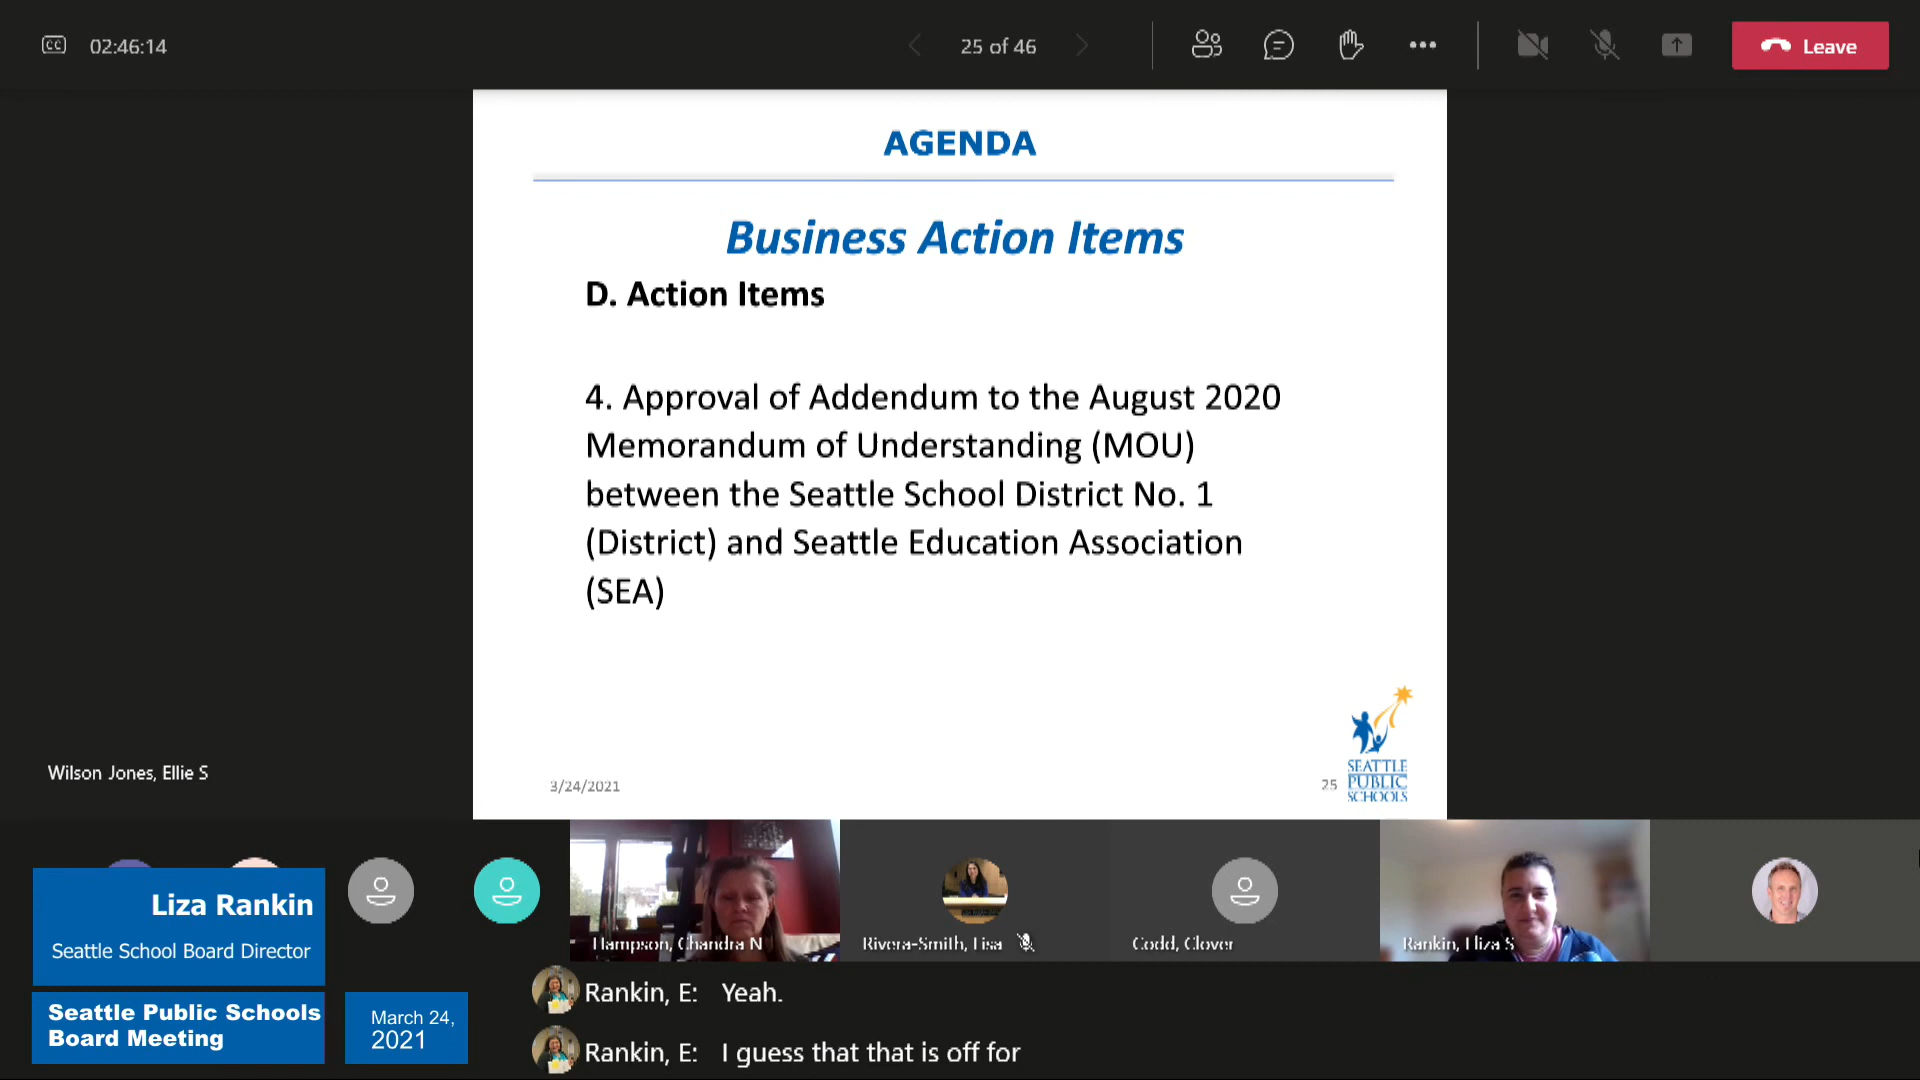 CC
02:46:14
25 of 46
Leave
AGENDA
Business Action Items
D. Action Items
4. Approval of Addendum to the August 2020
Memorandum of Understanding (MOU)
between the Seattle School District No. 1
(District) and Seattle Education Association
(SEA)
SEATTLE
PUBLIC
SCHOOLS
3/24/2021
25
Wilson Jones, Ellie S
Hampson, Chandra N
Rivera-Smith, Lisa
Codd, Clover
Rankin, Eliza S
Liza Rankin
Seattle School Board Director
Seattle Public Schools
Board Meeting
March 24,
2021
Rankin, E: Yeah.
Rankin, E: I guess that that is off for